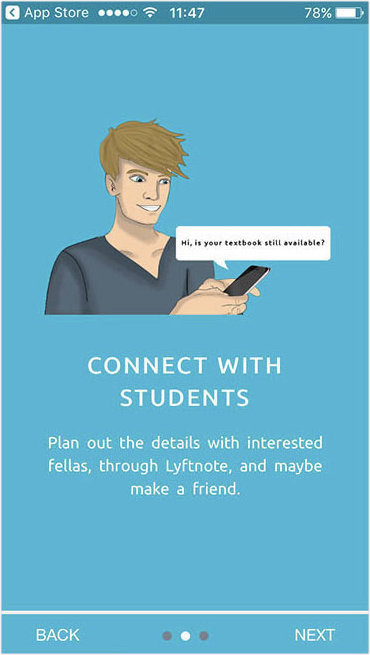 App Store 11:47 78%
Hi, is your textbook still available?
CONNECT WITH
STUDENTS
Plan out the details with interested
fellas, through Lyftnote, and maybe
make a friend.
BACK NEXT